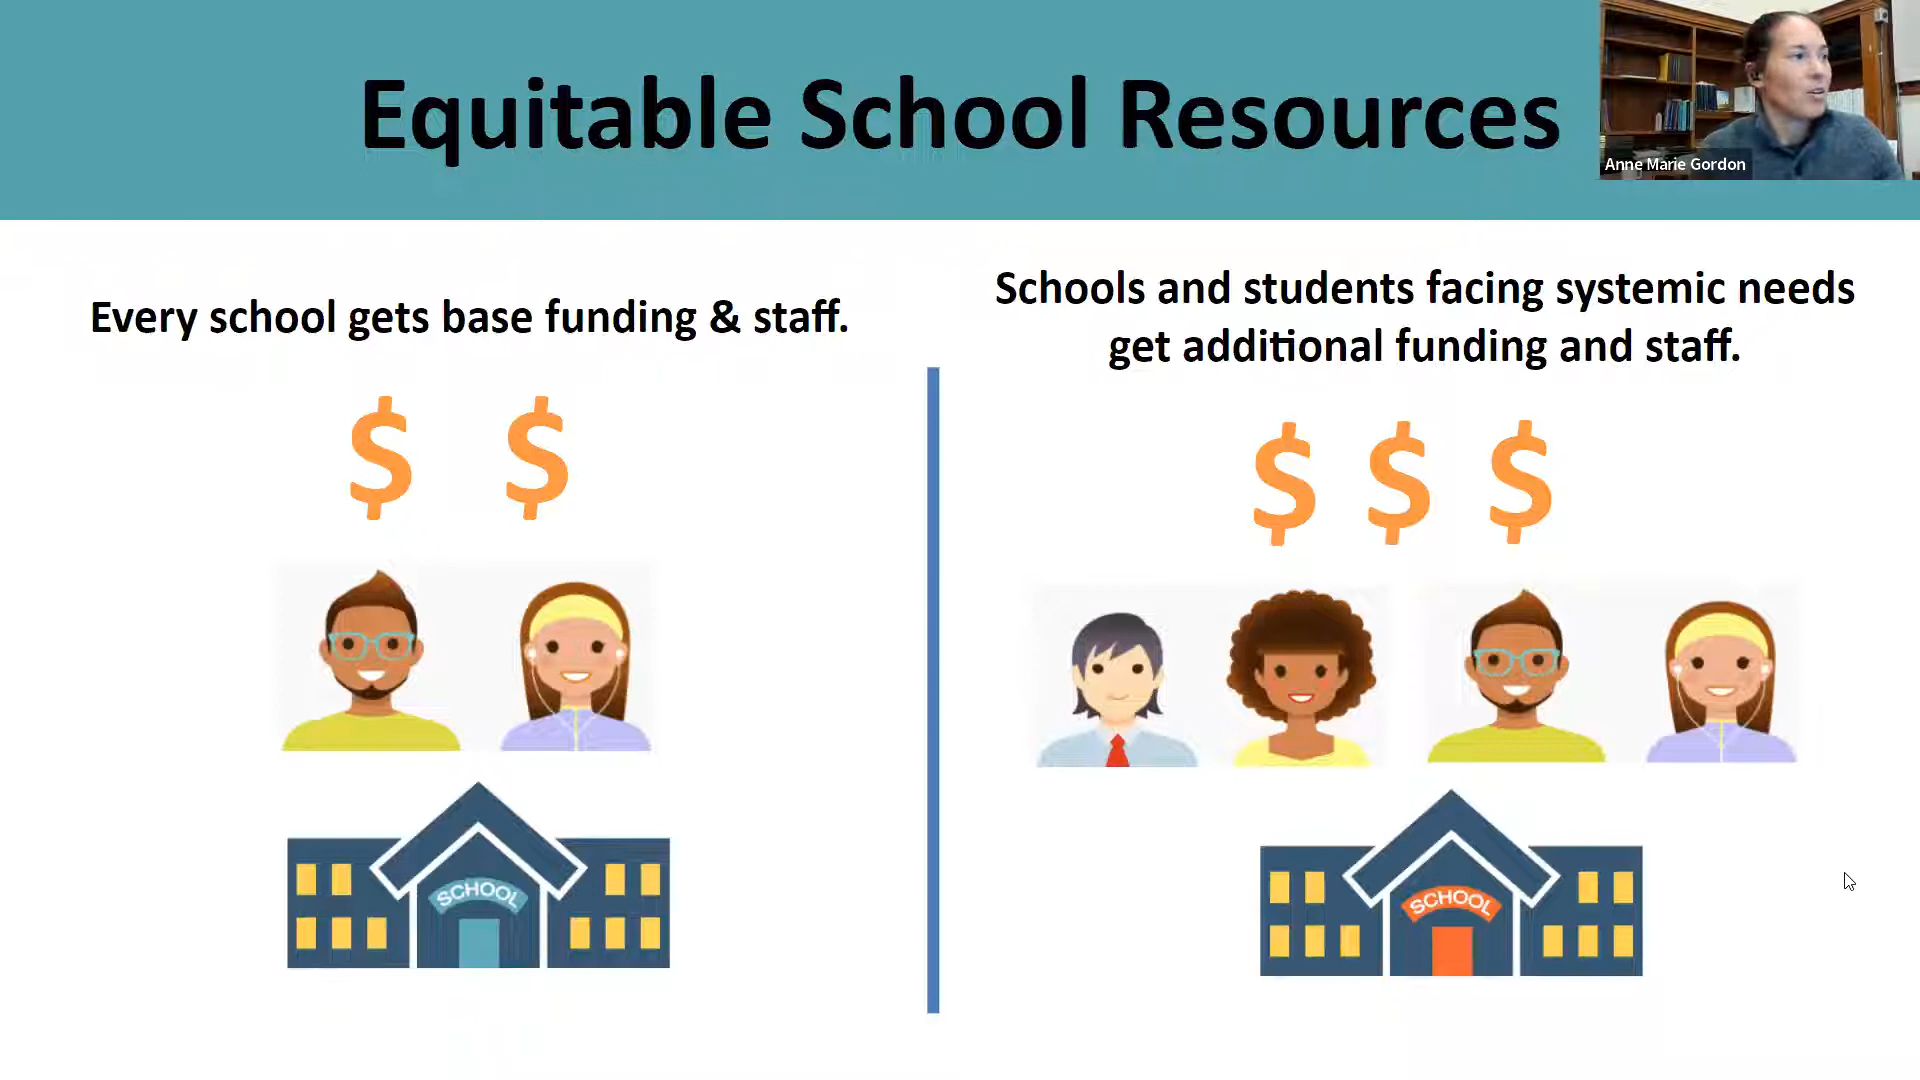 Equitable School Resources
Anne Marie Gordon
Every school gets base funding & staff.
$ $
SCHOOL
Schools and students facing systemic needs
get additional funding and staff.
$ $ $
SCHOOL